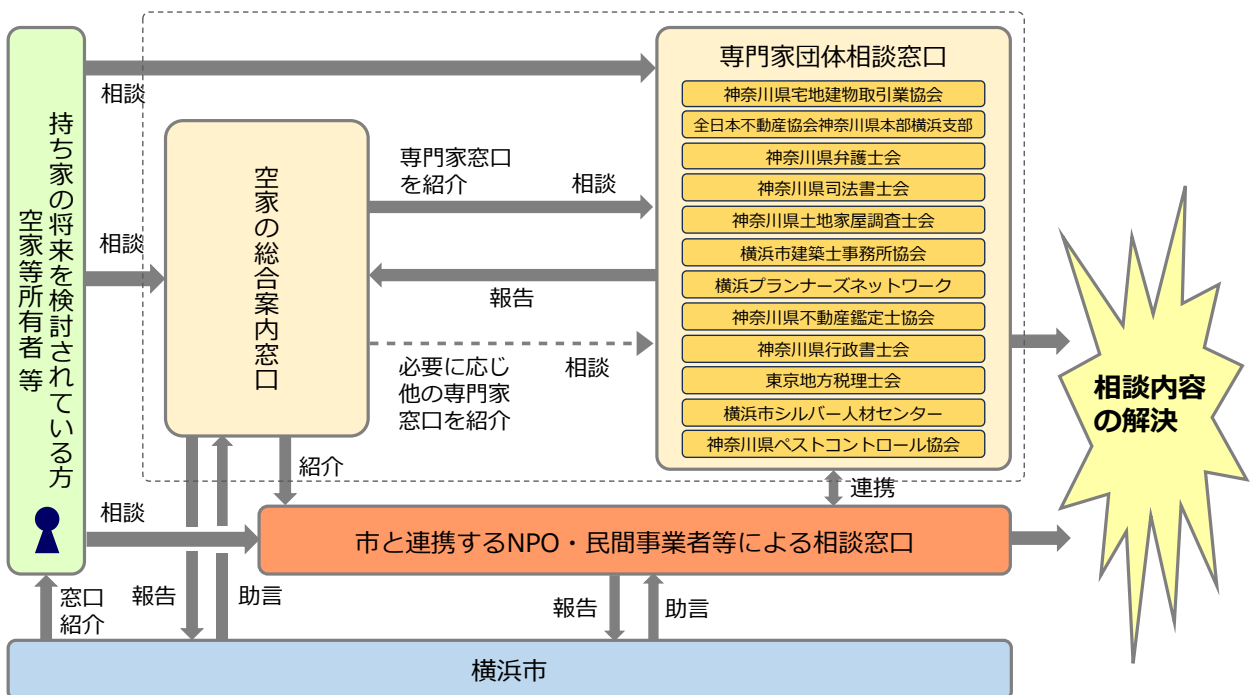 持ち家の将来を検討されている方
空家等所有者 等
相談
相談
相談
空家の総合案内窓口
専門家窓口
を紹介
相談
報告
必要に応じ
他の専門家
窓口を紹介
相談
専門家団体相談窓口
神奈川県宅地建物取引業協会
全日本不動産協会神奈川県本部横浜支部
神奈川県弁護士会
神奈川県司法書士会
神奈川県土地家屋調査士会
横浜市建築士事務所協会
横浜プランナーズネットワーク
神奈川県不動産鑑定士協会
神奈川県行政書士会
東京地方税理士会
横浜市シルバー人材センター
神奈川県ペストコントロール協会
相談内容
の解決
紹介
連携
市と連携するNPO・民間事業者等による相談窓口
窓口
紹介
報告
助言
報告
助言
横浜市